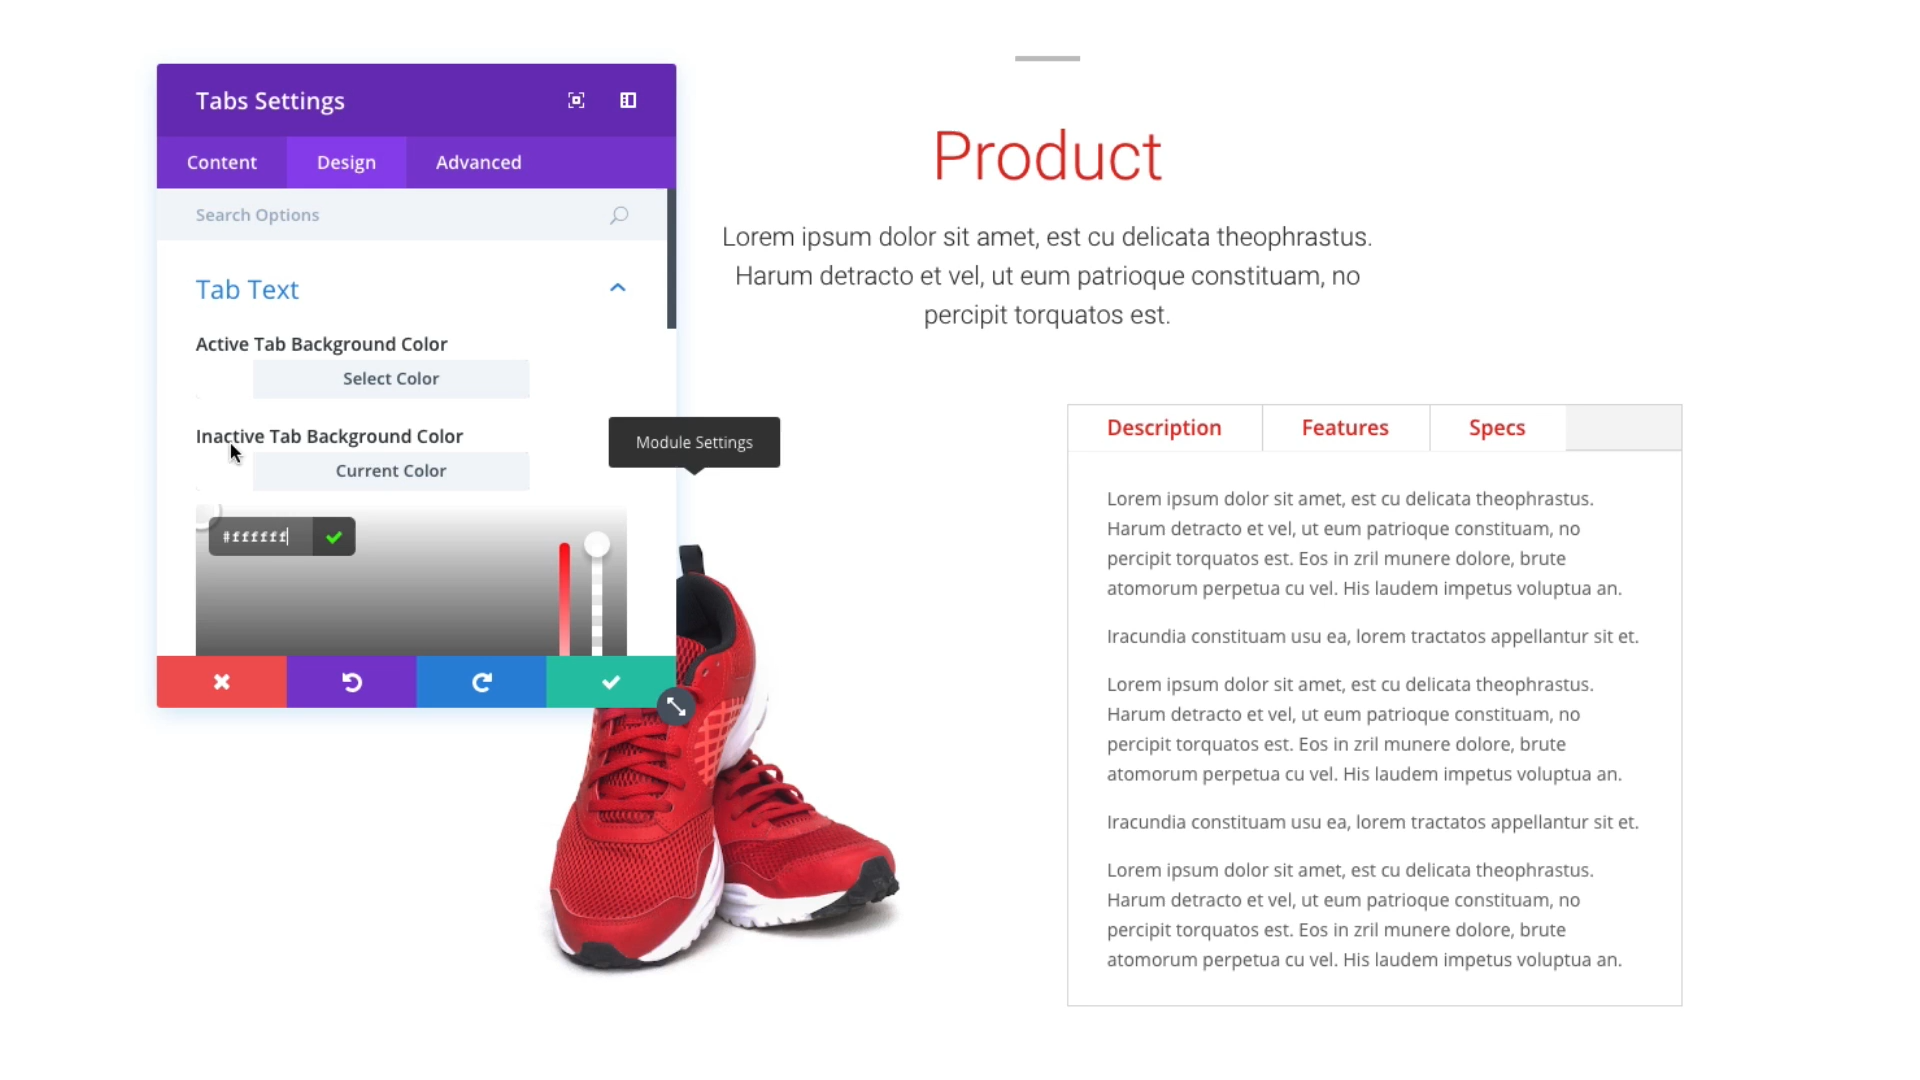 Tabs Settings
Content
Design
Advanced
Search Options
Tab Text
Active Tab Background Color
Select Color
Inactive Tab Background Color
Current Color
#ffffff
Module Settings
Product
Lorem ipsum dolor sit amet, est cu delicata theophrastus.
Harum detracto et vel, ut eum patrioque constituam, no
percipit torquatos est.
Description
Features
Specs
Lorem ipsum dolor sit amet, est cu delicata theophrastus.
Harum detracto et vel, ut eum patrioque constituam, no
percipit torquatos est. Eos in zril munere dolore, brute
atomorum perpetua cu vel. His laudem impetus voluptua an.
Iracundia constituam usu ea, lorem tractatos appellantur sit et.
Lorem ipsum dolor sit amet, est cu delicata theophrastus.
Harum detracto et vel, ut eum patrioque constituam, no
percipit torquatos est. Eos in zril munere dolore, brute
atomorum perpetua cu vel. His laudem impetus voluptua an.
Iracundia constituam usu ea, lorem tractatos appellantur sit et.
Lorem ipsum dolor sit amet, est cu delicata theophrastus.
Harum detracto et vel, ut eum patrioque constituam, no
percipit torquatos est. Eos in zril munere dolore, brute
atomorum perpetua cu vel. His laudem impetus voluptua an.